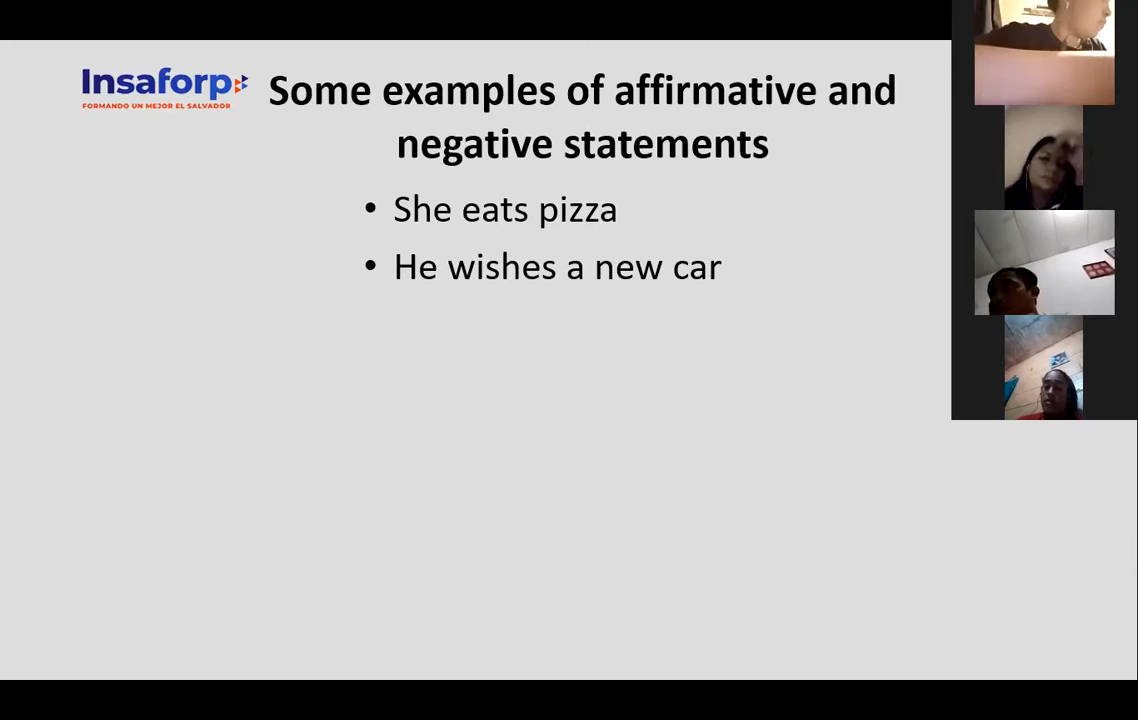 Insaforp
FORMANDO UN MEJOR EL SALVADOR
Some examples of affirmative and
negative statements
• She eats pizza
• He wishes a new car